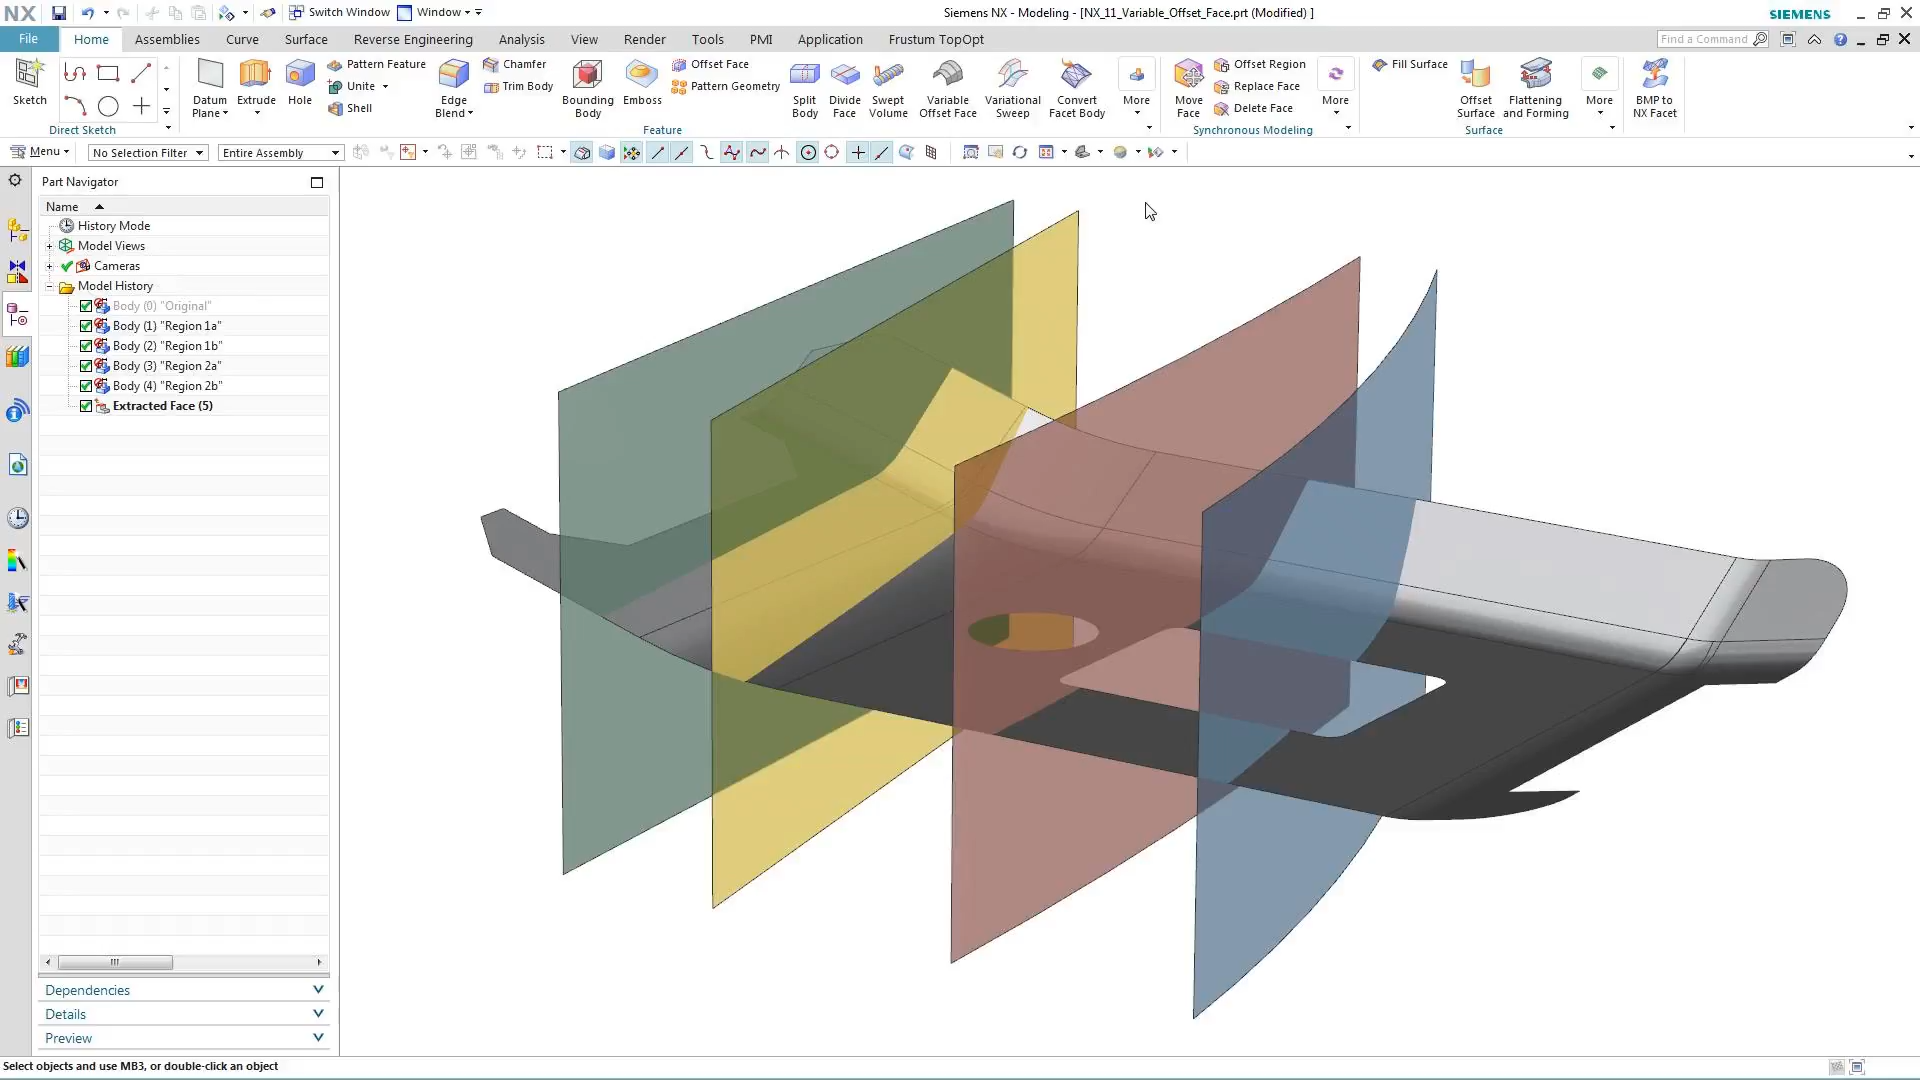 NX Switch Window Window Siemens NX - Modeling - [NX_11_Variable_Offset_Face.prt (Modified) ] SIEMENS
File Home Assemblies Curve Surface Reverse Engineering Analysis View Render Tools PMI Application Frustum TopOpt Find a Command
Sketch
Direct Sketch
Datum Plane
Extrude
Hole
Pattern Feature
Unite
Shell
Edge Blend
Chamfer
Trim Body
Bounding Body
Emboss
Offset Face
Pattern Geometry
Split Body
Divide Face
Swept Volume
Variable Offset Face
Variational Sweep
Convert Facet Body
More
Feature
Move Face
Offset Region
Replace Face
Delete Face
More
Synchronous Modeling
Fill Surface
Offset Surface
Flattening and Forming
More
Surface
BMP to NX Facet
Menu No Selection Filter Entire Assembly
Part Navigator
Name
History Mode
Model Views
Cameras
Model History
Body (0) "Original"
Body (1) "Region 1a"
Body (2) "Region 1b"
Body (3) "Region 2a"
Body (4) "Region 2b"
Extracted Face (5)
Dependencies
Details
Preview
Select objects and use MB3, or double-click an object